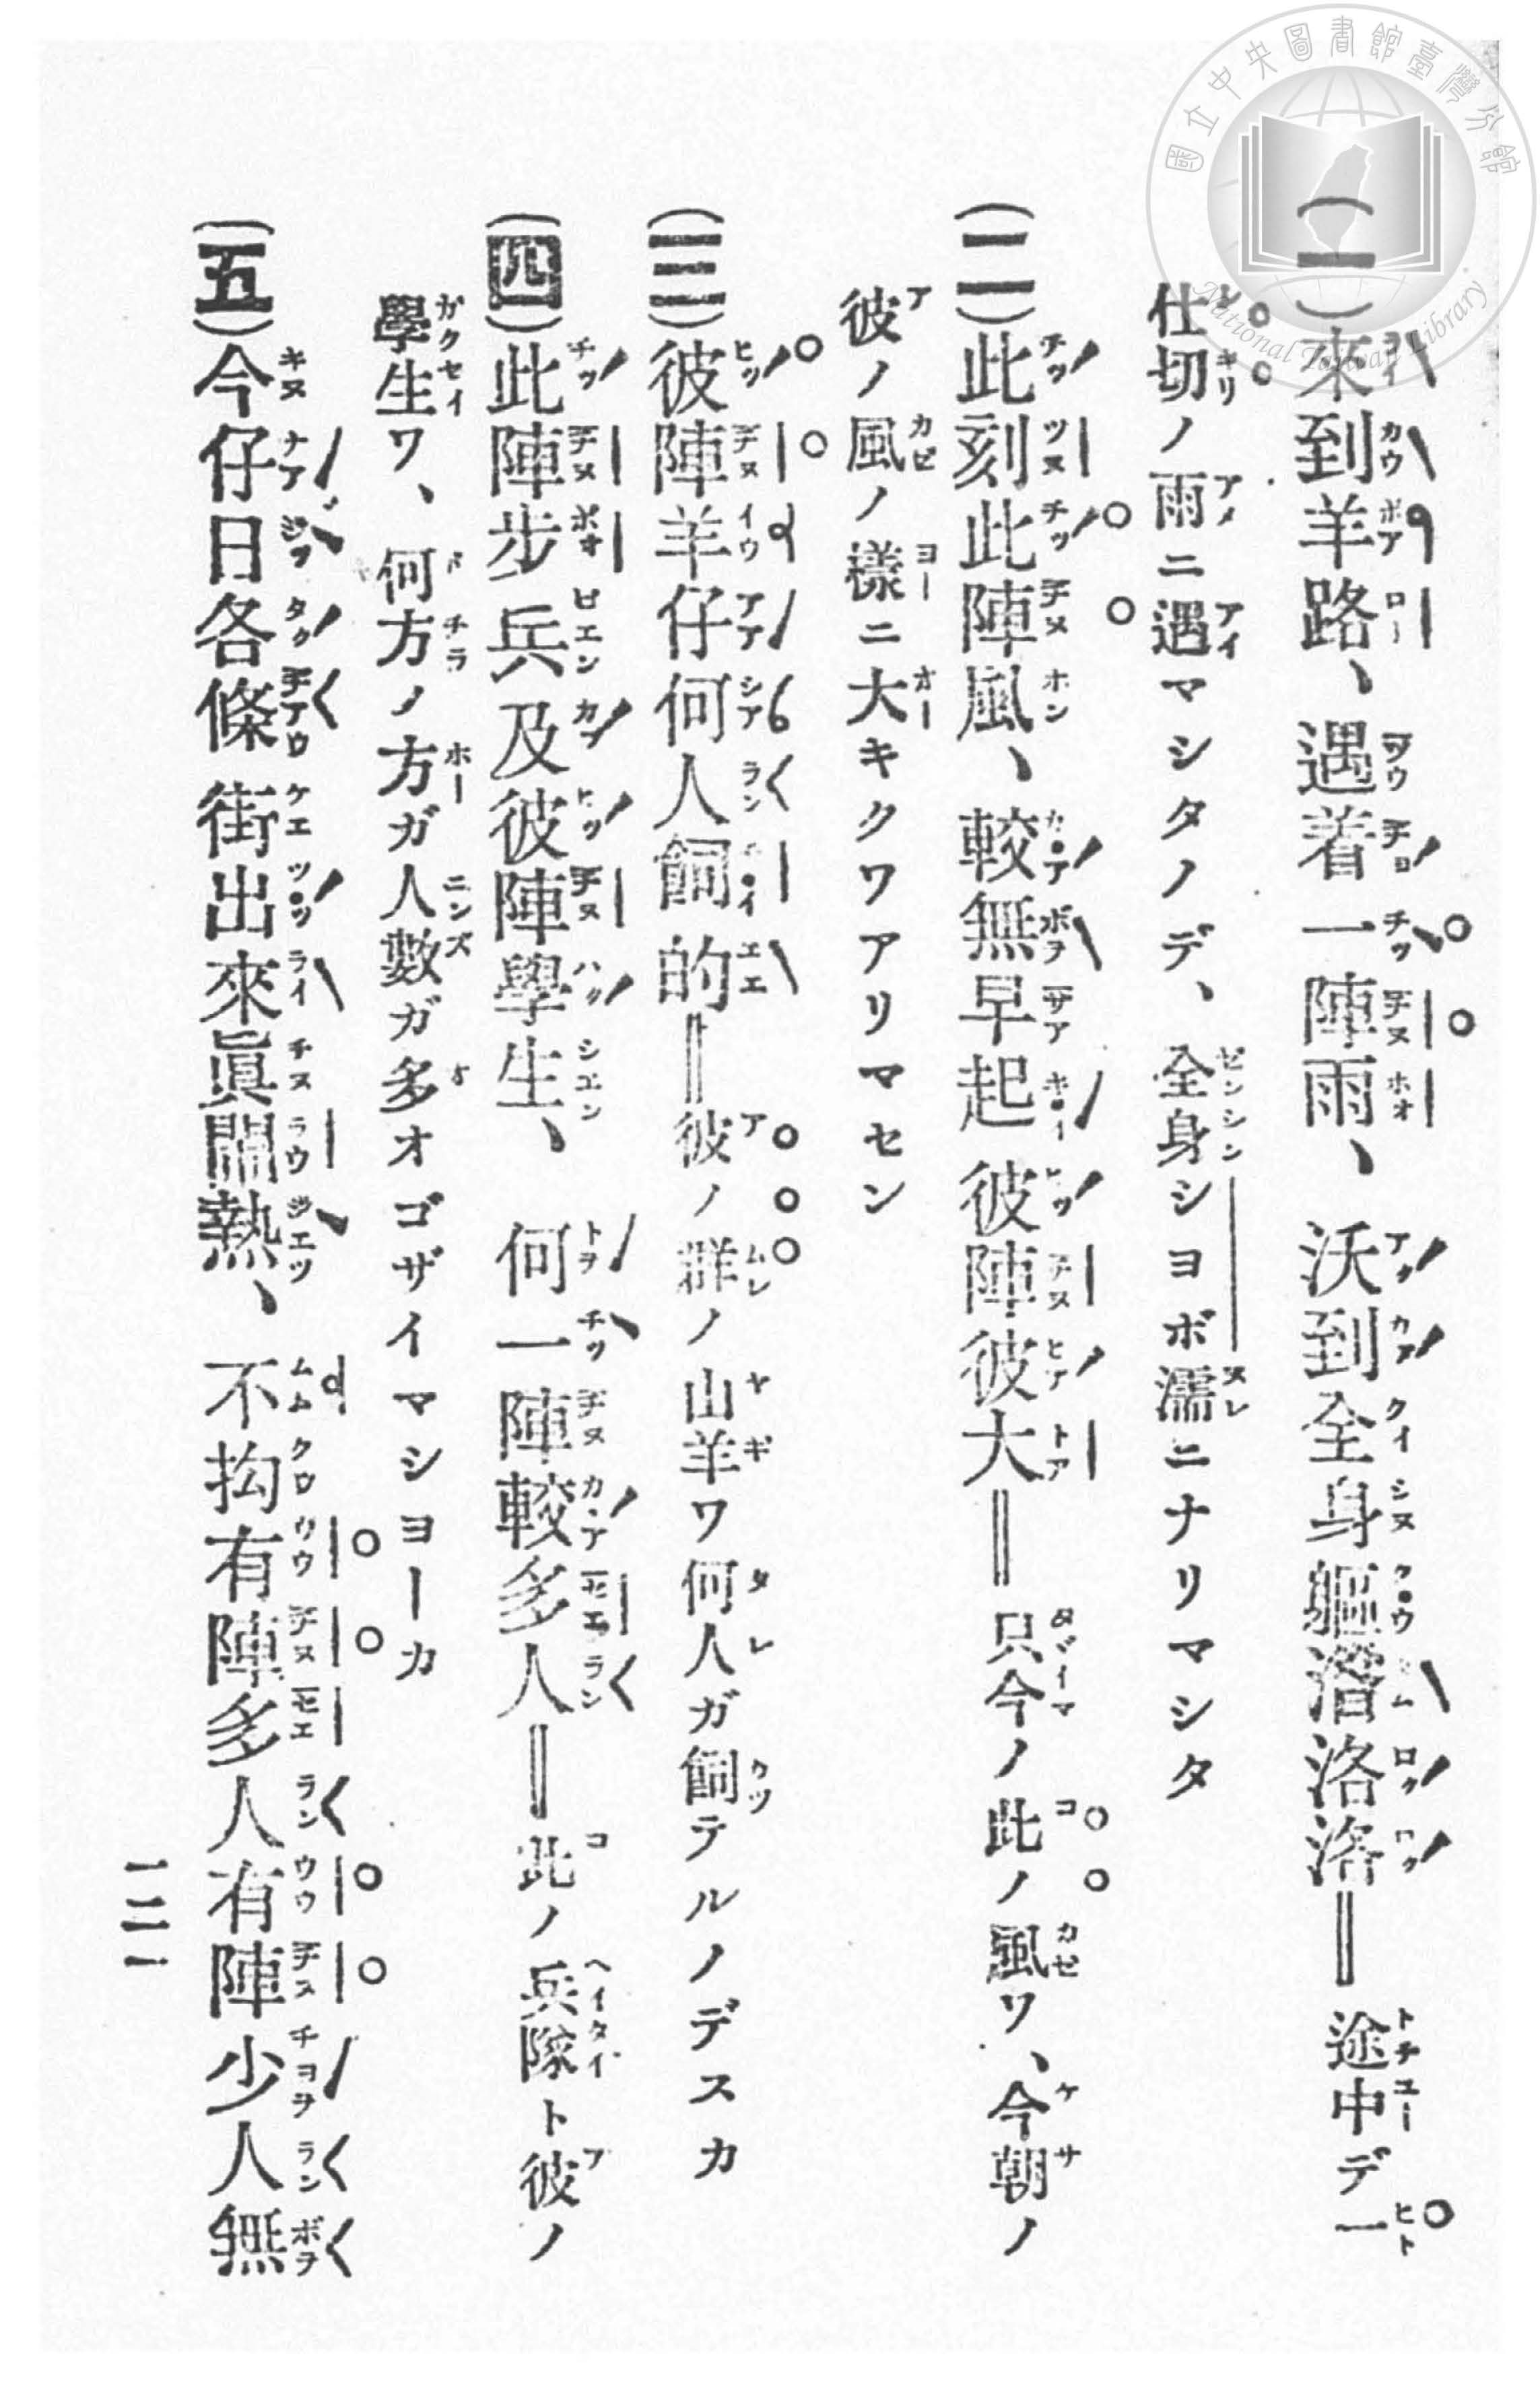 國立中央圖書館臺灣分館
National Taiwan Library
(一)來到羊路、遇着一陣雨、沃到全身軀澘洛洛＝途中デ一
仕切ノ雨ニ遇マシタノデ、全身シヨボ濡ニナリマシタ
(二)此刻此陣風、較無早起彼陣彼大＝只今ノ此ノ風ワ、今朝ノ
彼ノ風ノ樣ニ大キクワアリマセン
(三)彼陣羊仔何人飼的＝彼ノ群ノ山羊ワ何人ガ飼テルノデスカ
(四)此陣步兵及彼陣學生、何一陣較多人＝此ノ兵隊ト彼ノ
學生ワ、何方ノ方ガ人數ガ多オゴザイマシヨーカ
(五)今仔日各條街出來眞鬧熱、不拘有陣多人有陣少人無
一二一